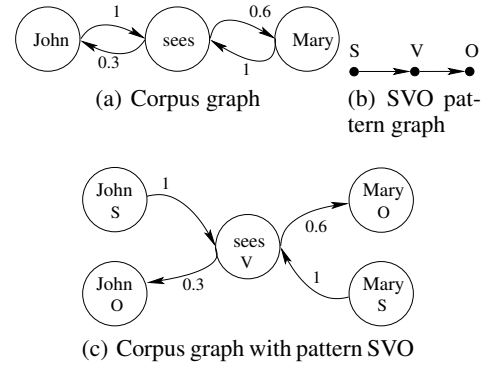 1
0.6
John
sees
Mary
0.3
1
S V O
(a) Corpus graph
(b) SVO pat-
tern graph
John
S
1
Mary
O
sees
V
0.6
John
O
0.3
1
Mary
S
(c) Corpus graph with pattern SVO